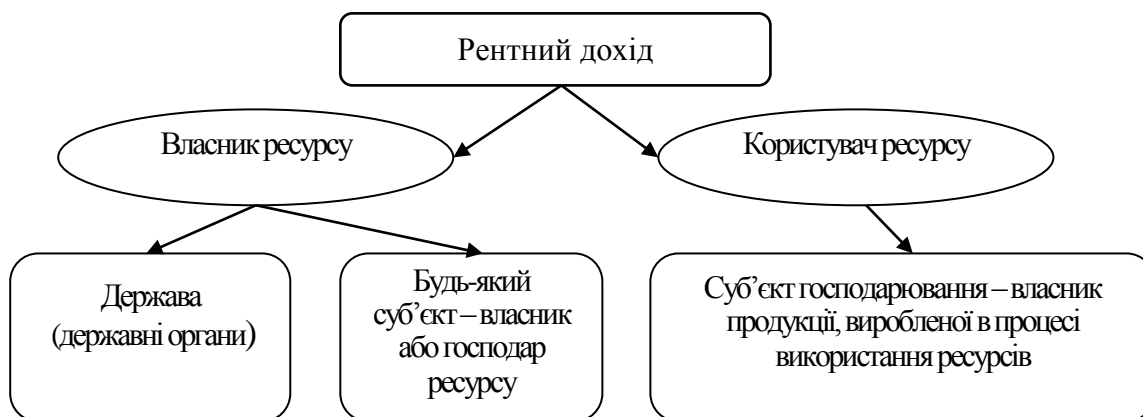 Рентний дохід
Власник ресурсу
Користувач ресурсу
Держава
(державні органи)
Будь-який
суб’єкт – власник
або господар
ресурсу
Суб’єкт господарювання – власник
продукції, виробленої в процесі
використання ресурсів